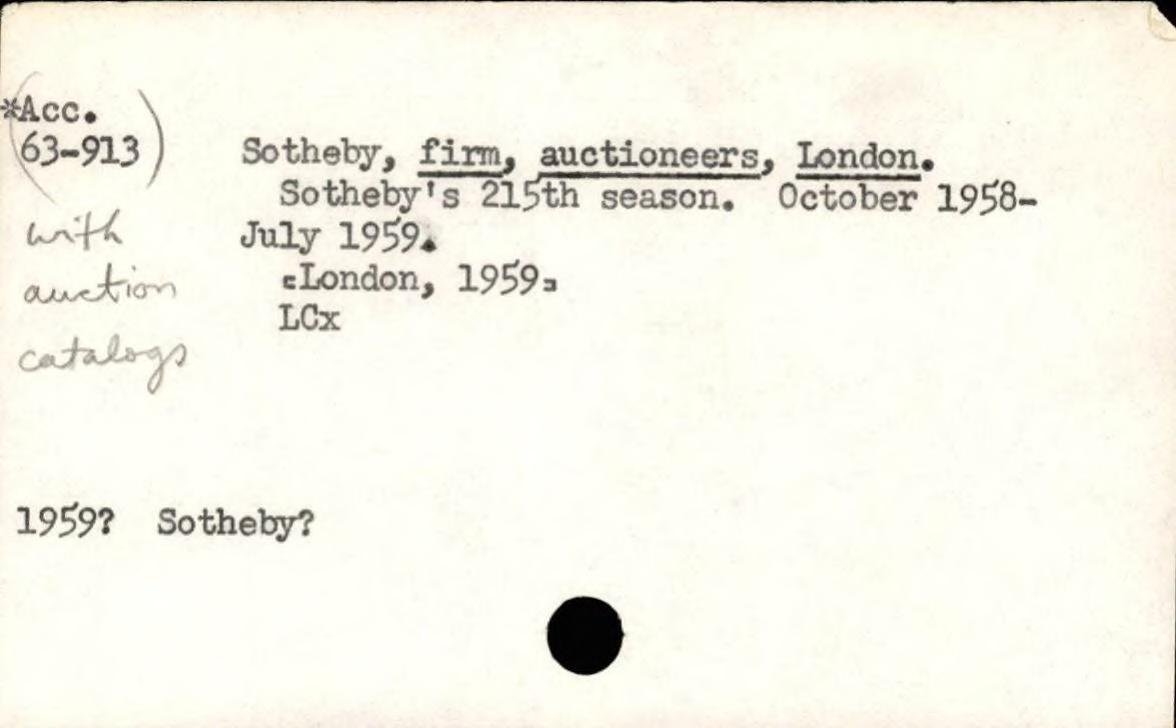 *Acc.
63-913
with
auction
catalogs
Sotheby, firm, auctioneers, London.
Sotheby's 215th season. October 1958-
July 1959.
[London, 1959]
LCx
1959? Sotheby?